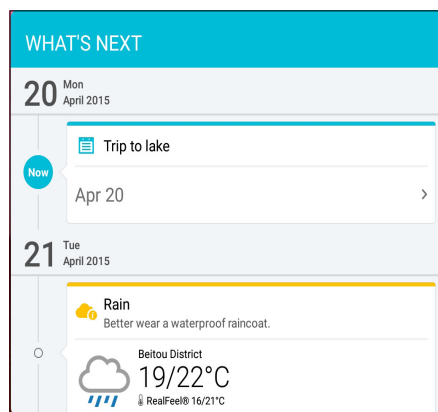 WHAT'S NEXT
20 Mon
April 2015
Trip to lake
Now
Apr 20
21 Tue
April 2015
Rain
Better wear a waterproof raincoat.
Beitou District
19/22°C
RealFeel® 16/21°C